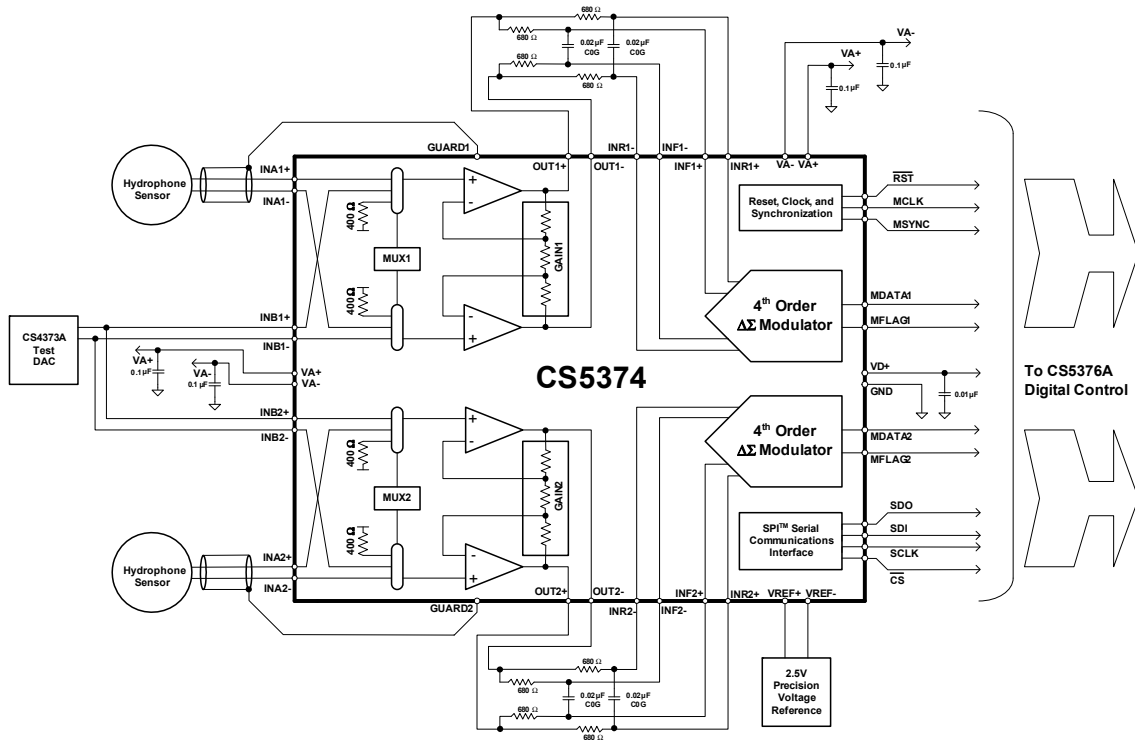 680 Ω
680 Ω
0.02µF
C0G
0.02µF
C0G
680 Ω
680 Ω
VA-
0.1µF
VA+
0.1µF
GUARD1
OUT1+
OUT1-
INR1-
INF1-
INF1+
INR1+
VA-
VA+
Hydrophone
Sensor
INA1+
INA1-
400 Ω
MUX1
400 Ω
+
-
-
+
GAIN1
Reset, Clock, and
Synchronization
RST
MCLK
MSYNC
4th Order
ΔΣ Modulator
MDATA1
MFLAG1
CS4373A
Test
DAC
INB1+
INB1-
VA+
0.1µF
VA-
0.1 µF
VA+
VA-
CS5374
VD+
GND
0.01µF
To CS5376A
Digital Control
INB2+
INB2-
400 Ω
MUX2
400 Ω
+
-
-
+
GAIN2
4th Order
ΔΣ Modulator
MDATA2
MFLAG2
SPI™ Serial
Communications
Interface
SDO
SDI
SCLK
CS
Hydrophone
Sensor
INA2+
INA2-
GUARD2
OUT2+
OUT2-
INR2-
INF2-
INF2+
INR2+
VREF+
VREF-
680 Ω
680 Ω
0.02µF
C0G
0.02µF
C0G
680 Ω
680 Ω
2.5V
Precision
Voltage
Reference